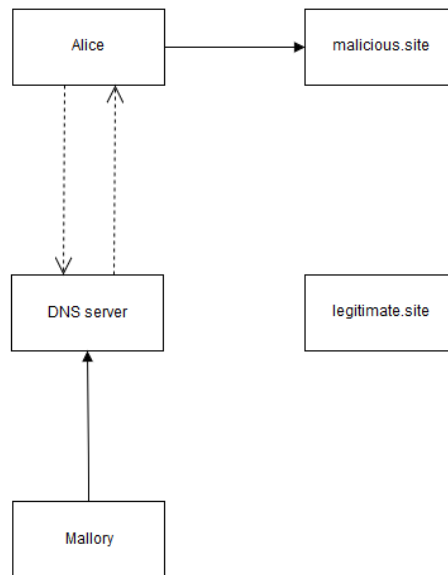 Alice
malicious.site
DNS server
legitimate.site
Mallory